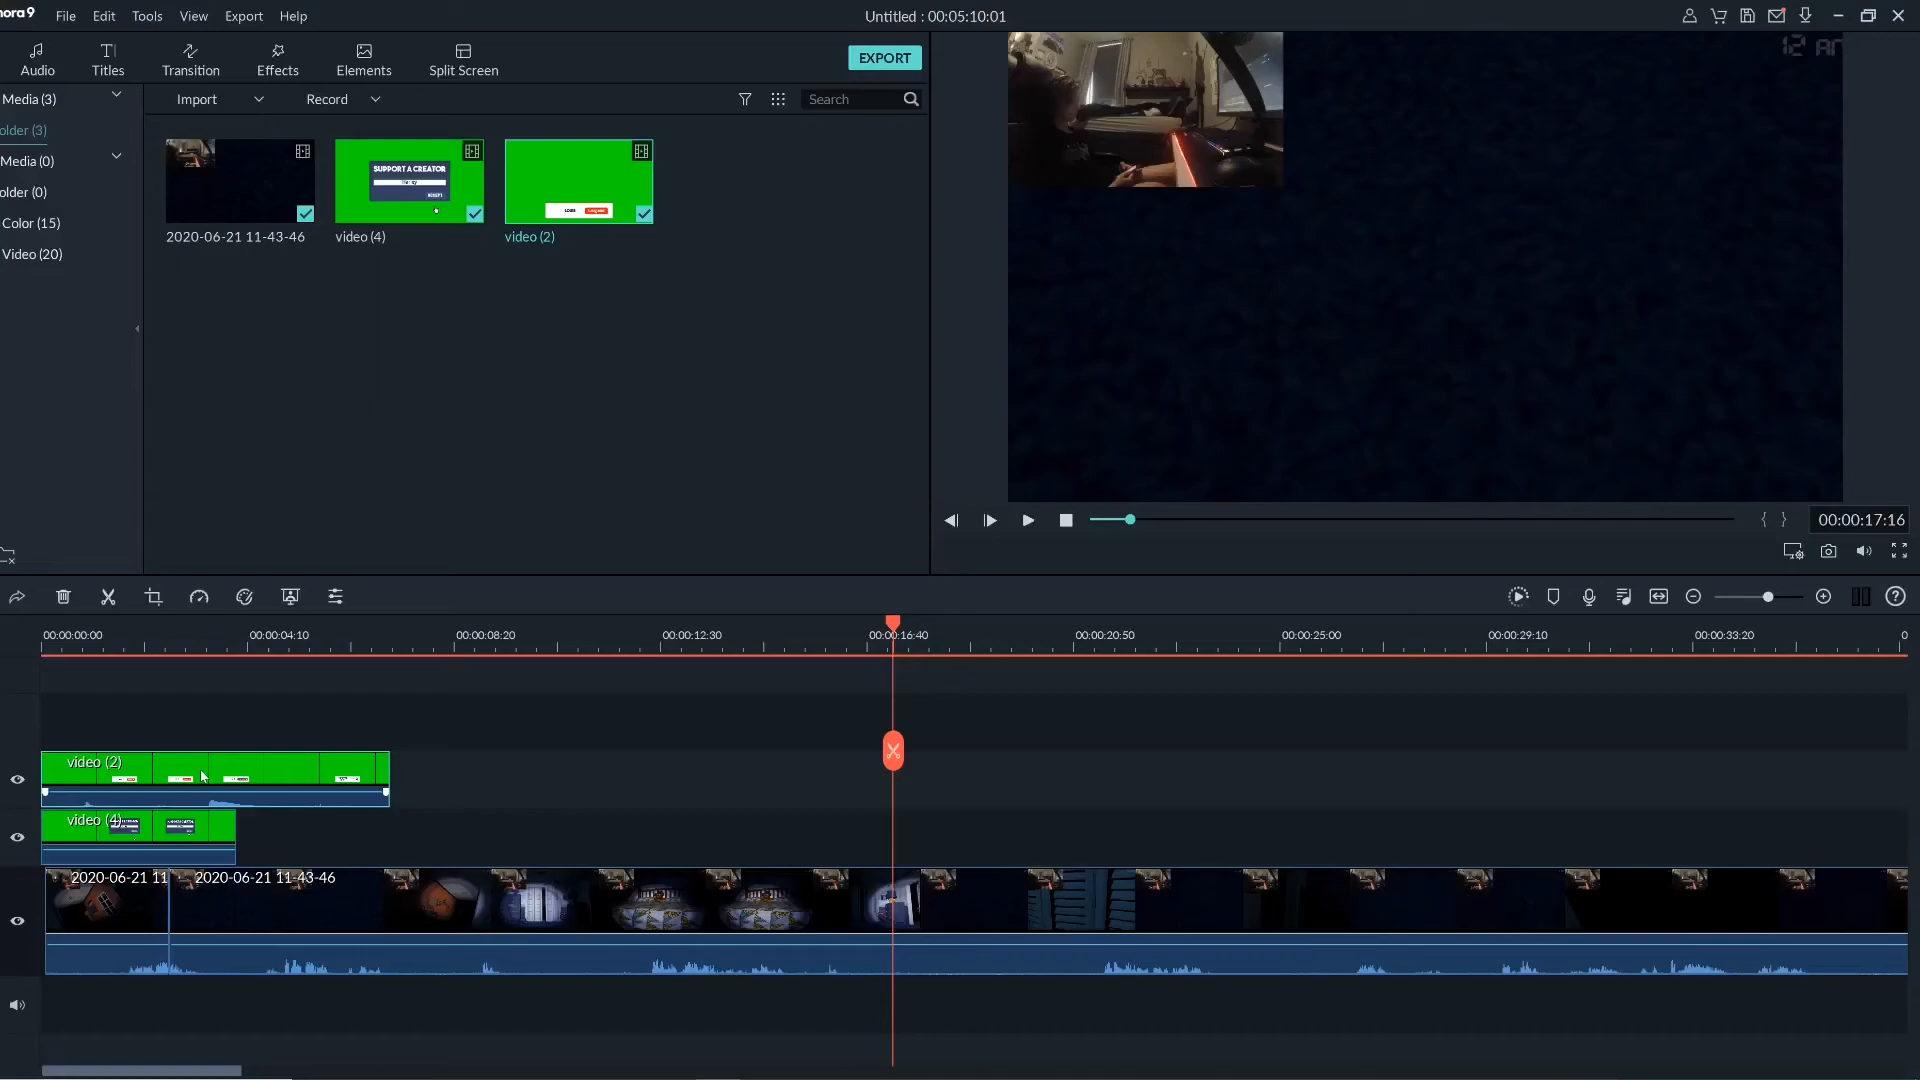 nora9 File Edit Tools View Export Help Untitled : 00:05:10:01
Audio Titles Transition Effects Elements Split Screen EXPORT
12 AM
Media (3) Import Record Search
older (3)
Media (0)
older (0)
Color (15)
Video (20)
SUPPORT A CREATOR
ACCEPT
2020-06-21 11-43-46 video (4) video (2)
00:00:17:16
00:00:00:00 00:00:04:10 00:00:08:20 00:00:12:30 00:00:16:40 00:00:20:50 00:00:25:00 00:00:29:10 00:00:33:20 0
video (2)
video (4)
2020-06-21 11 2020-06-21 11-43-46